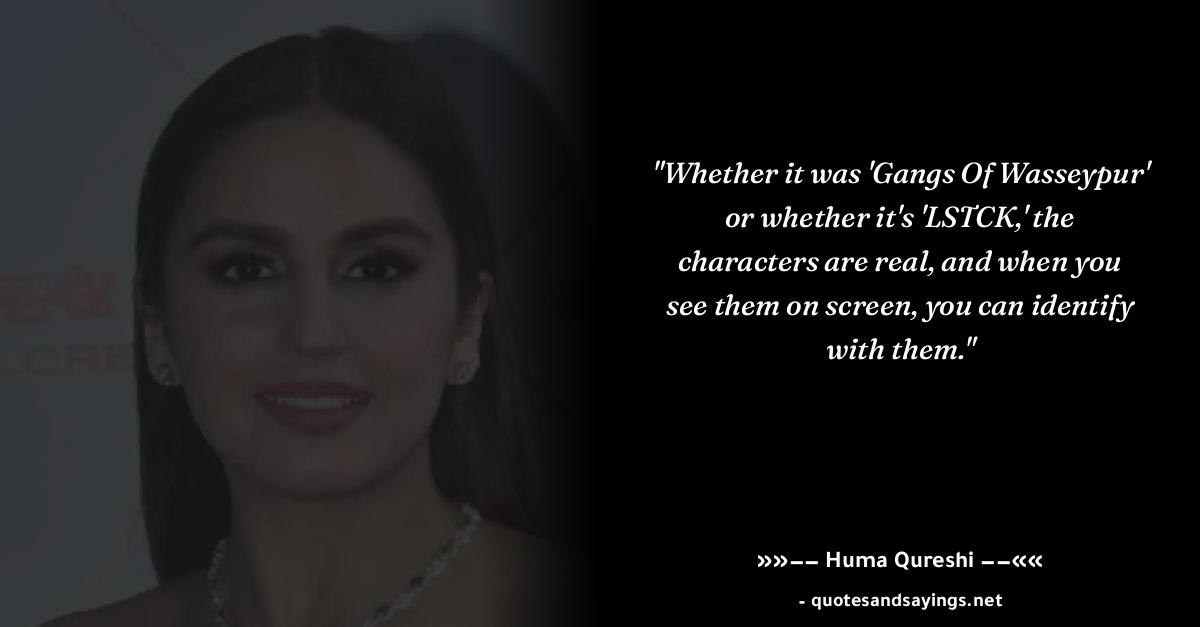 "Whether it was 'Gangs Of Wasseypur'
or whether it's 'LSTCK,' the
characters are real, and when you
see them on screen, you can identify
with them."
»»−− Huma Qureshi −−««
- quotesandsayings.net